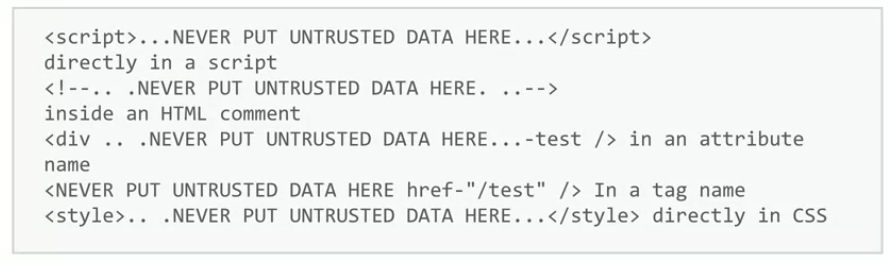 <script>...NEVER PUT UNTRUSTED DATA HERE...</script>
directly in a script
<!--.. .NEVER PUT UNTRUSTED DATA HERE. ..-->
inside an HTML comment
<div .. .NEVER PUT UNTRUSTED DATA HERE...-test /> in an attribute
name
<NEVER PUT UNTRUSTED DATA HERE href-"/test" /> In a tag name
<style>.. .NEVER PUT UNTRUSTED DATA HERE...</style> directly in CSS